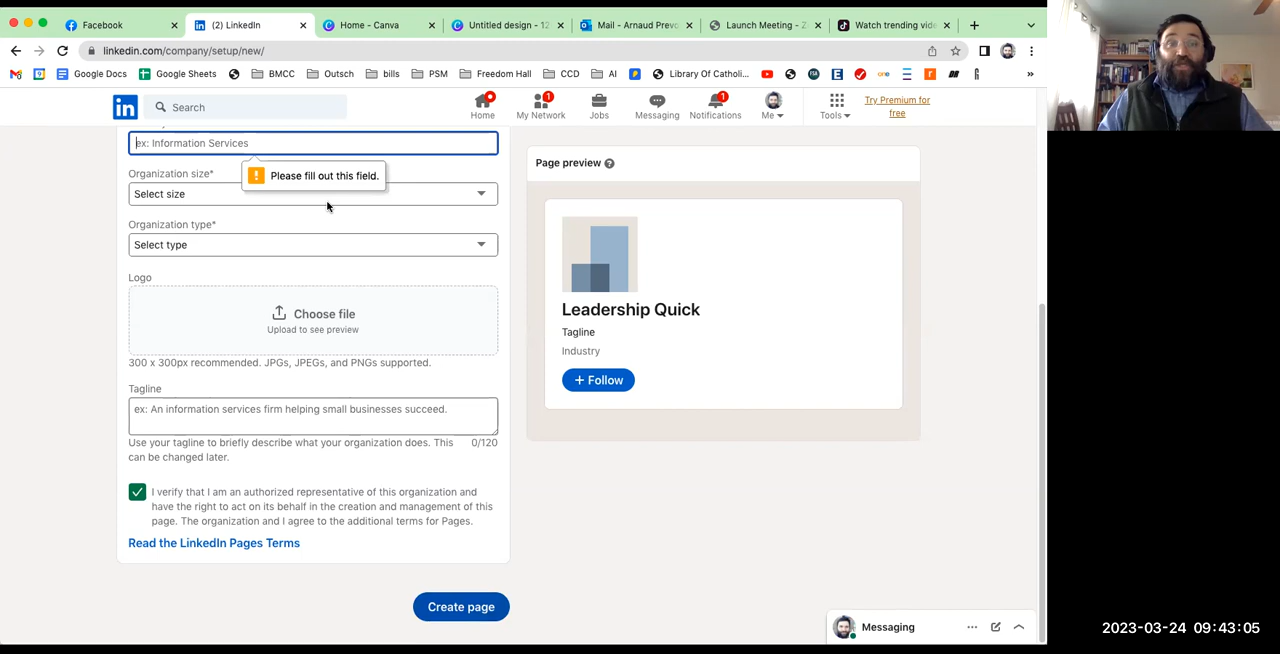 Facebook
(2) LinkedIn
Home - Canva
Untitled design - 12
Mail - Arnaud Prevo
Launch Meeting - Z
Watch trending vide
linkedin.com/company/setup/new/
Google Docs
Google Sheets
BMCC
Outsch
bills
PSM
Freedom Hall
CCD
AI
Library Of Catholi...
»
in
Search
Home
1
My Network
Jobs
Messaging
1
Notifications
Me
Tools
Try Premium for
free
ex: Information Services
Please fill out this field.
Organization size*
Select size
Organization type*
Select type
Logo
Choose file
Upload to see preview
300 x 300px recommended. JPGs, JPEGs, and PNGs supported.
Tagline
ex: An information services firm helping small businesses succeed.
Use your tagline to briefly describe what your organization does. This
can be changed later.
0/120
I verify that I am an authorized representative of this organization and
have the right to act on its behalf in the creation and management of this
page. The organization and I agree to the additional terms for Pages.
Read the LinkedIn Pages Terms
Create page
Page preview
Leadership Quick
Tagline
Industry
+ Follow
Messaging
2023-03-24 09:43:05